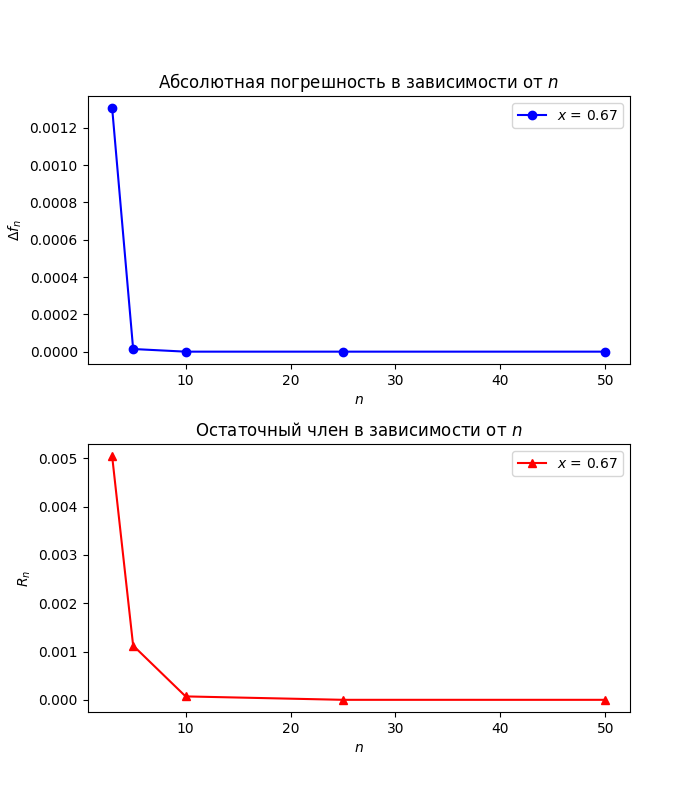 Абсолютная погрешность в зависимости от n
x = 0.67
0.0012
0.0010
0.0008
0.0006
0.0004
0.0002
0.0000
Δfn
10 20 30 40 50
n
Остаточный член в зависимости от n
x = 0.67
0.005
0.004
0.003
0.002
0.001
0.000
Rn
10 20 30 40 50
n